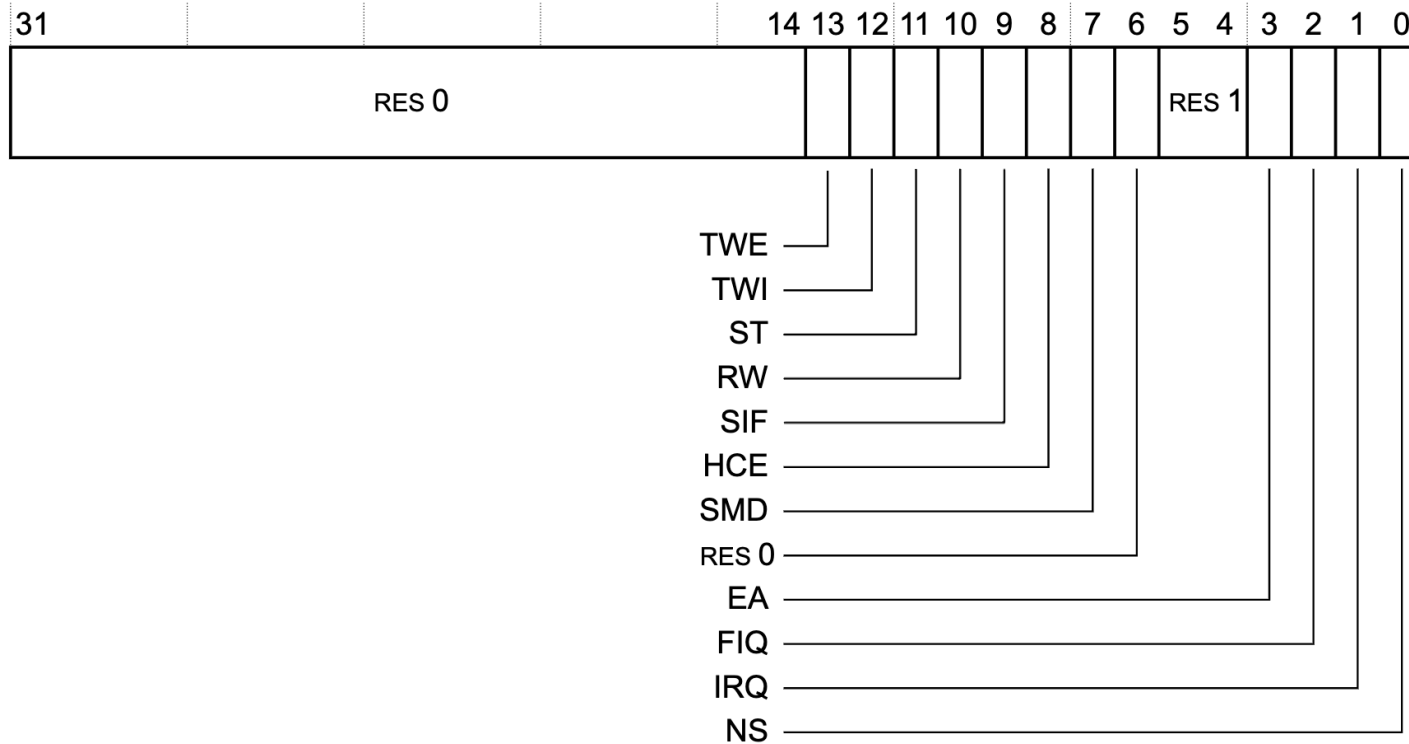 31 14 13 12 11 10 9 8 7 6 5 4 3 2 1 0
RES 0 RES 1
TWE
TWI
ST
RW
SIF
HCE
SMD
RES 0
EA
FIQ
IRQ
NS